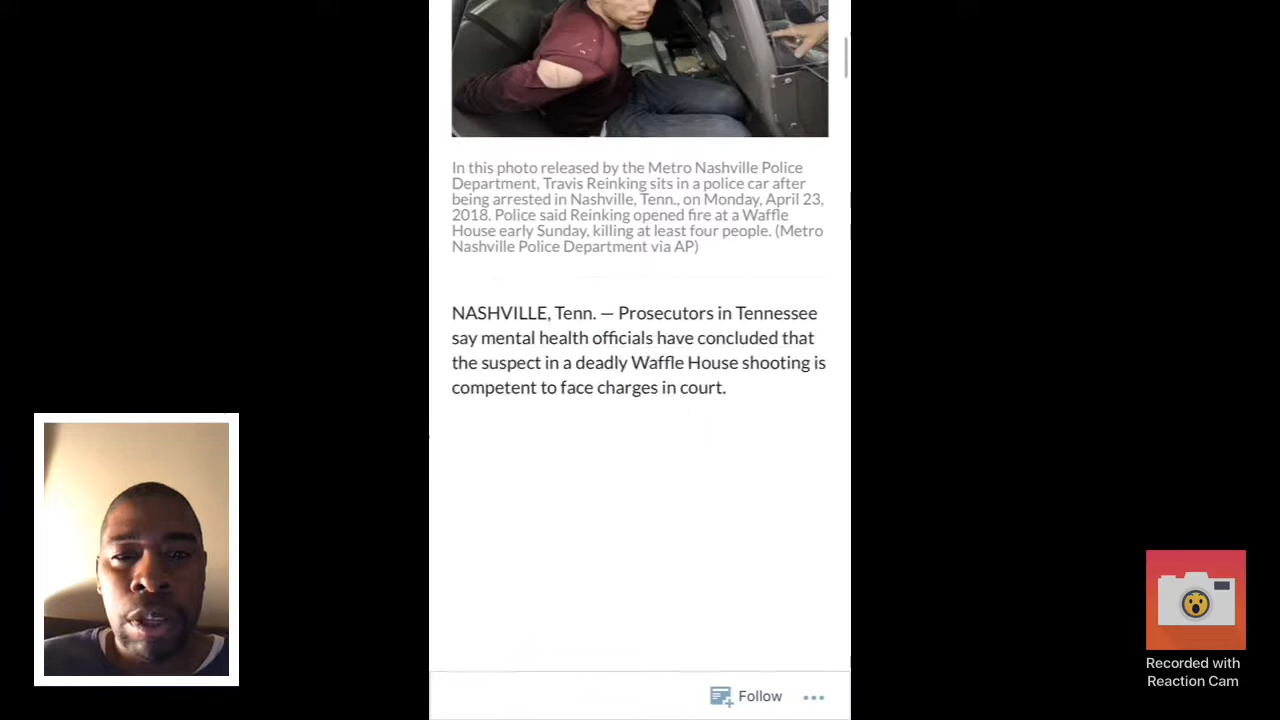 In this photo released by the Metro Nashville Police
Department, Travis Reinking sits in a police car after
being arrested in Nashville, Tenn., on Monday, April 23,
2018. Police said Reinking opened fire at a Waffle
House early Sunday, killing at least four people. (Metro
Nashville Police Department via AP)
NASHVILLE, Tenn. — Prosecutors in Tennessee
say mental health officials have concluded that
the suspect in a deadly Waffle House shooting is
competent to face charges in court.
Follow
Recorded with
Reaction Cam